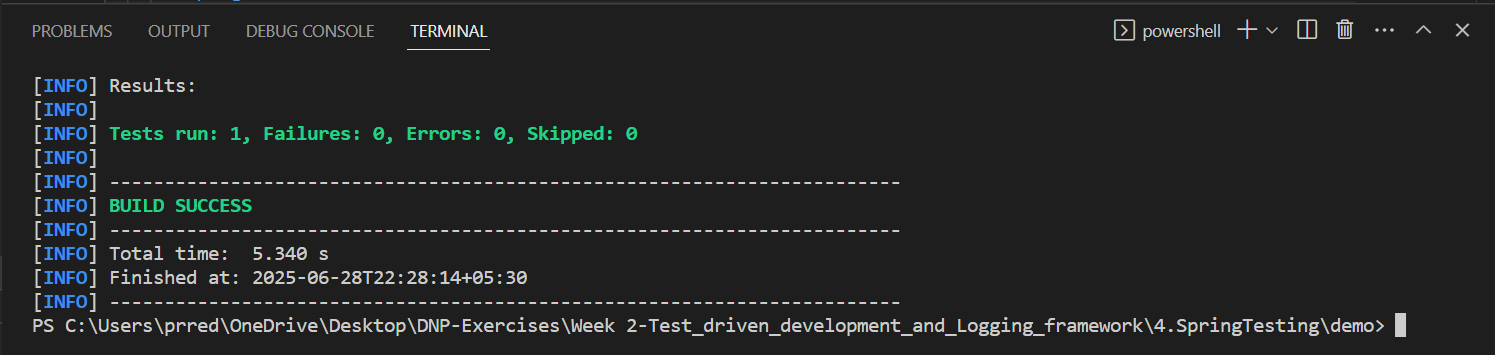 PROBLEMS OUTPUT DEBUG CONSOLE TERMINAL powershell
[INFO] Results:
[INFO]
[INFO] Tests run: 1, Failures: 0, Errors: 0, Skipped: 0
[INFO]
[INFO] ------------------------------------------------------------------------
[INFO] BUILD SUCCESS
[INFO] ------------------------------------------------------------------------
[INFO] Total time:  5.340 s
[INFO] Finished at: 2025-06-28T22:28:14+05:30
[INFO] ------------------------------------------------------------------------
PS C:\Users\prred\OneDrive\Desktop\DNP-Exercises\Week 2-Test_driven_development_and_Logging_framework\4.SpringTesting\demo>